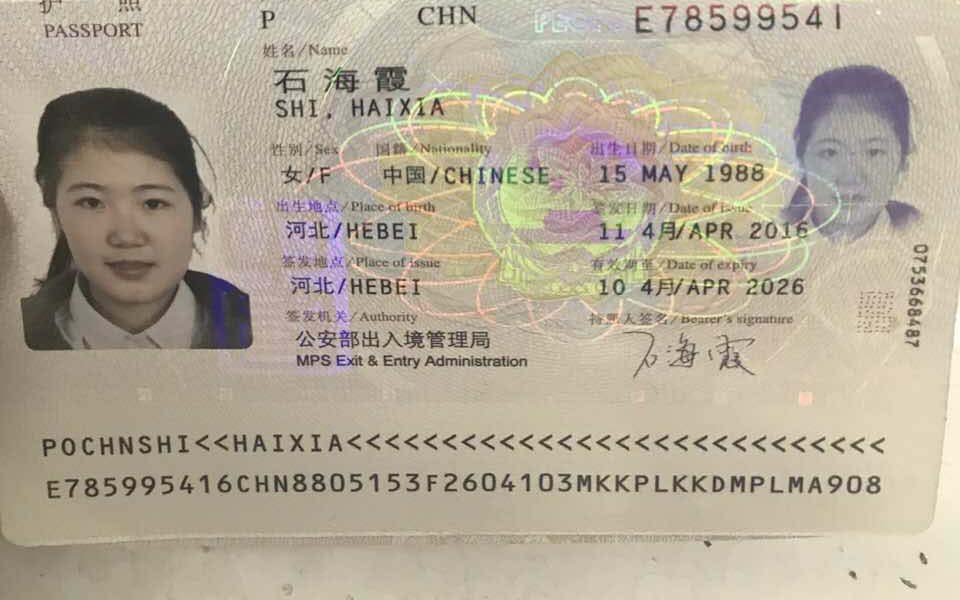 护 照
PASSPORT
P
CHN
E78599541
姓名/Name
石海霞
SHI, HAIXIA
性别/Sex 国籍/Nationality 出生日期/Date of birth
女/F 中国/CHINESE 15 MAY 1988
出生地点/Place of birth 签发日期/Date of issue
河北/HEBEI 11 4月/APR 2016
签发地点/Place of issue 有效期至/Date of expiry
河北/HEBEI 10 4月/APR 2026
签发机关/Authority 持照人签名/Bearer's signature
公安部出入境管理局
MPS Exit & Entry Administration
石海霞
0753668487
POCHNSHI<<HAIXIA<<<<<<<<<<<<<<<<<<<<<<<<<<<<
E785995416CHN8805153F2604103MKKPLKKDMPLMA908